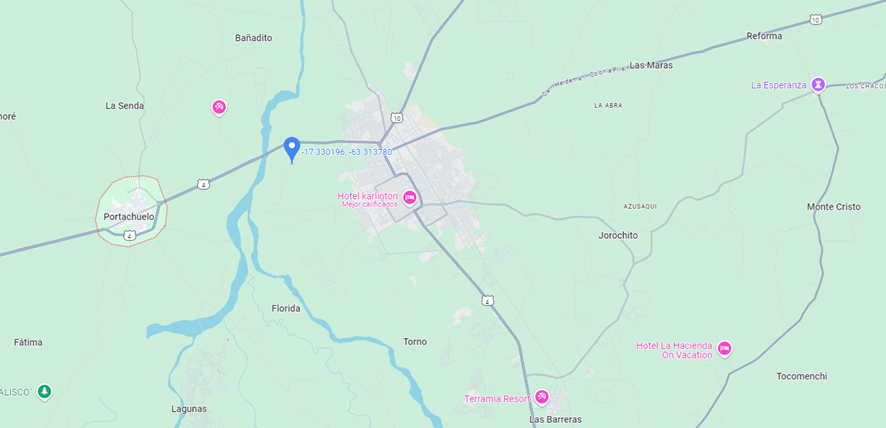 10
Reforma
Bañadito
Las Maras
La Esperanza
LOS CHACOS
La Senda
LA ABRA
moré
10
-17.330196, -63.313780
4
Hotel karlinton
Mejor calificados
Portachuelo
4
AZUSAQUI
Monte Cristo
Jorochito
4
Florida
Fátima
Torno
Hotel La Hacienda
On Vacation
Tocomenchi
ALISCO"
Terramia Resort
Lagunas
Las Barreras